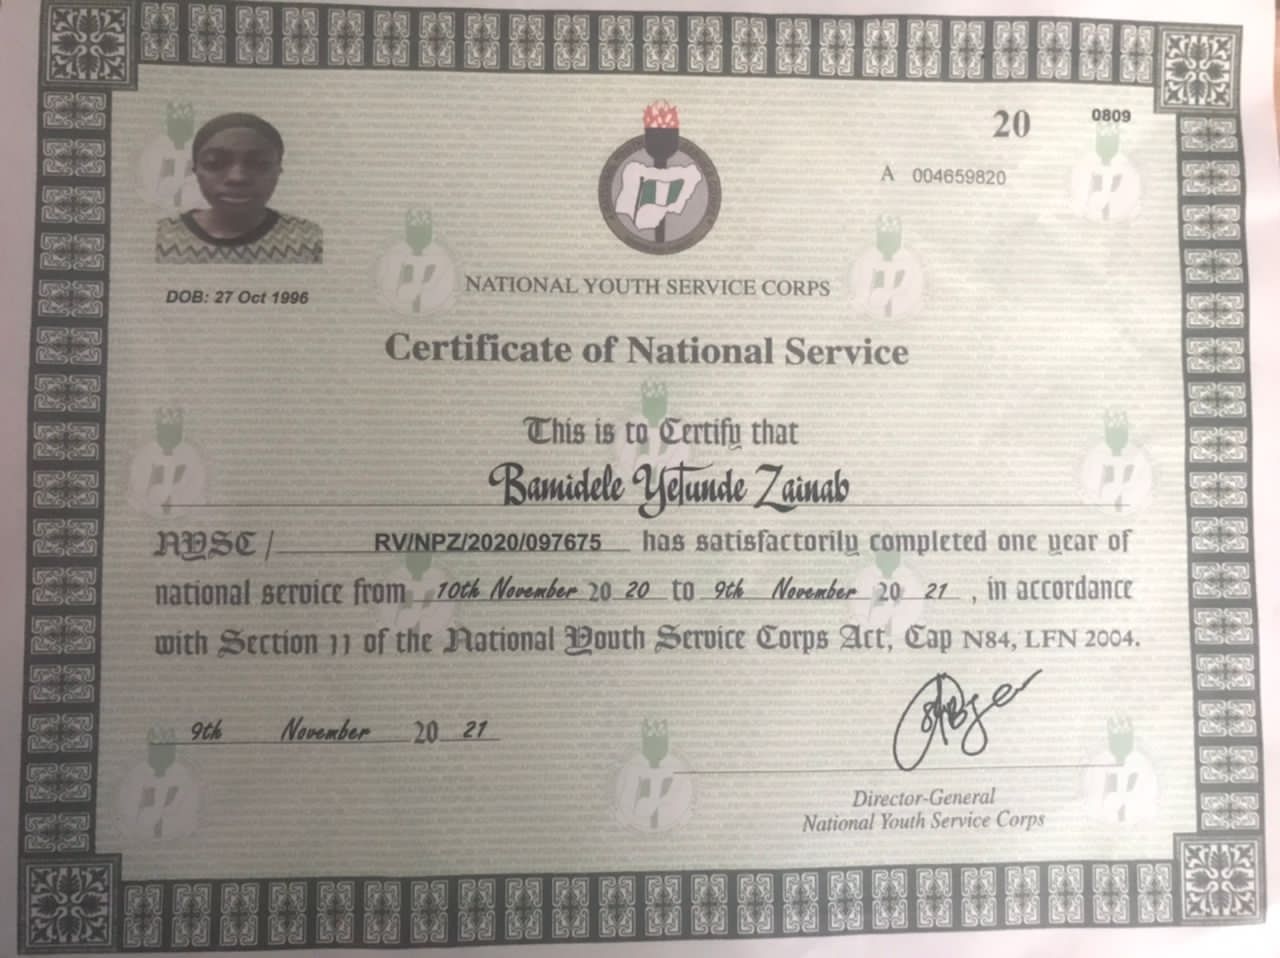 20 0809
A 004659820
DOB: 27 Oct 1996
NATIONAL YOUTH SERVICE CORPS
Certificate of National Service
This is to Certify that
Bamidele Yetunde Zainab
NYSC/ RV/NPZ/2020/097675 has satisfactorily completed one year of
national service from 10th November 20 20 to 9th November 20 21 , in accordance
with Section 11 of the National Youth Service Corps Act, Cap N84, LFN 2004.
9th November 20 21
Director-General
National Youth Service Corps